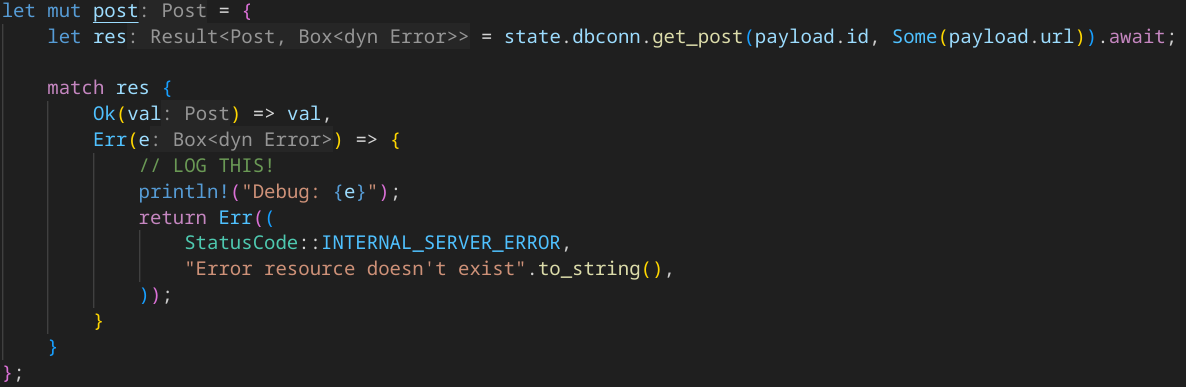 let mut post: Post = {
    let res: Result<Post, Box<dyn Error>> = state.dbconn.get_post(payload.id, Some(payload.url)).await;

    match res {
        Ok(val: Post) => val,
        Err(e: Box<dyn Error>) => {
            // LOG THIS!
            println!("Debug: {e}");
            return Err((
                StatusCode::INTERNAL_SERVER_ERROR,
                "Error resource doesn't exist".to_string(),
            ));
        }
    }
};